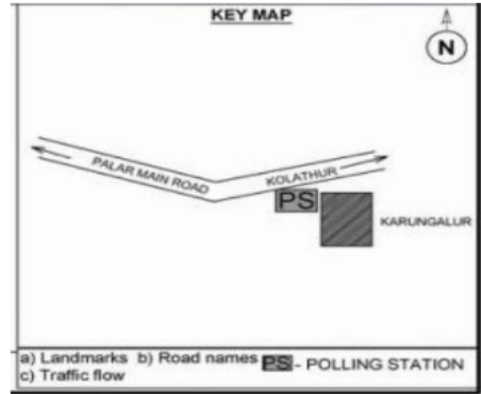 KEY MAP
N
PALAR MAIN ROAD
KOLATHUR
PS
KARUNGALUR
a) Landmarks b) Road names PS - POLLING STATION
c) Traffic flow